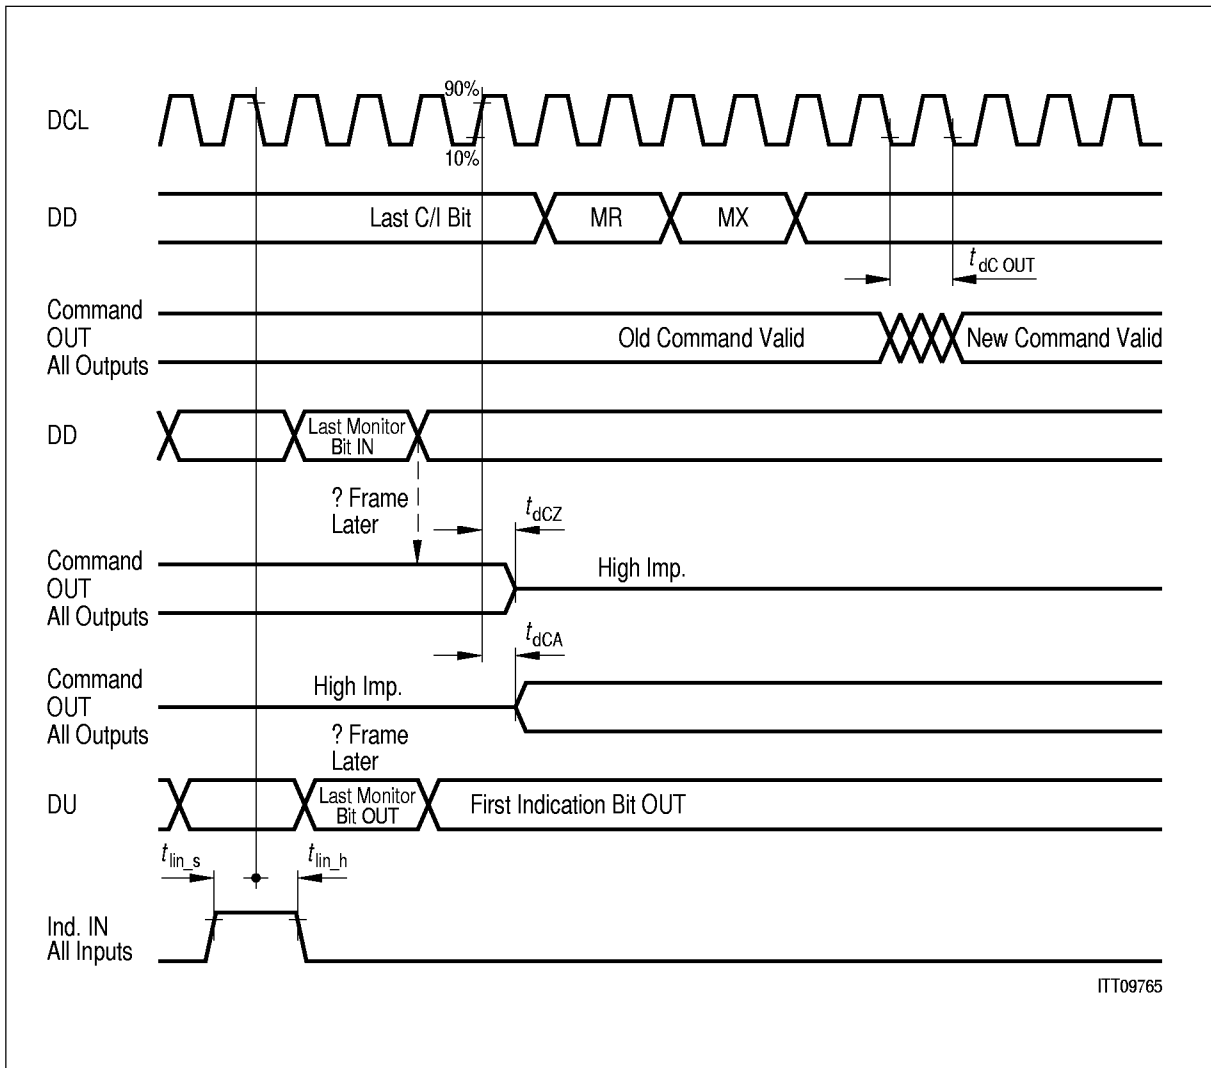 90%
DCL
10%
DD
Last C/I Bit
MR
MX
t dC OUT
Command
OUT
All Outputs
Old Command Valid
New Command Valid
DD
Last Monitor
Bit IN
? Frame
Later
t dCZ
Command
OUT
All Outputs
High Imp.
t dCA
Command
OUT
All Outputs
High Imp.
? Frame
Later
DU
Last Monitor
Bit OUT
First Indication Bit OUT
t Iin_s
t Iin_h
Ind. IN
All Inputs
ITT09765